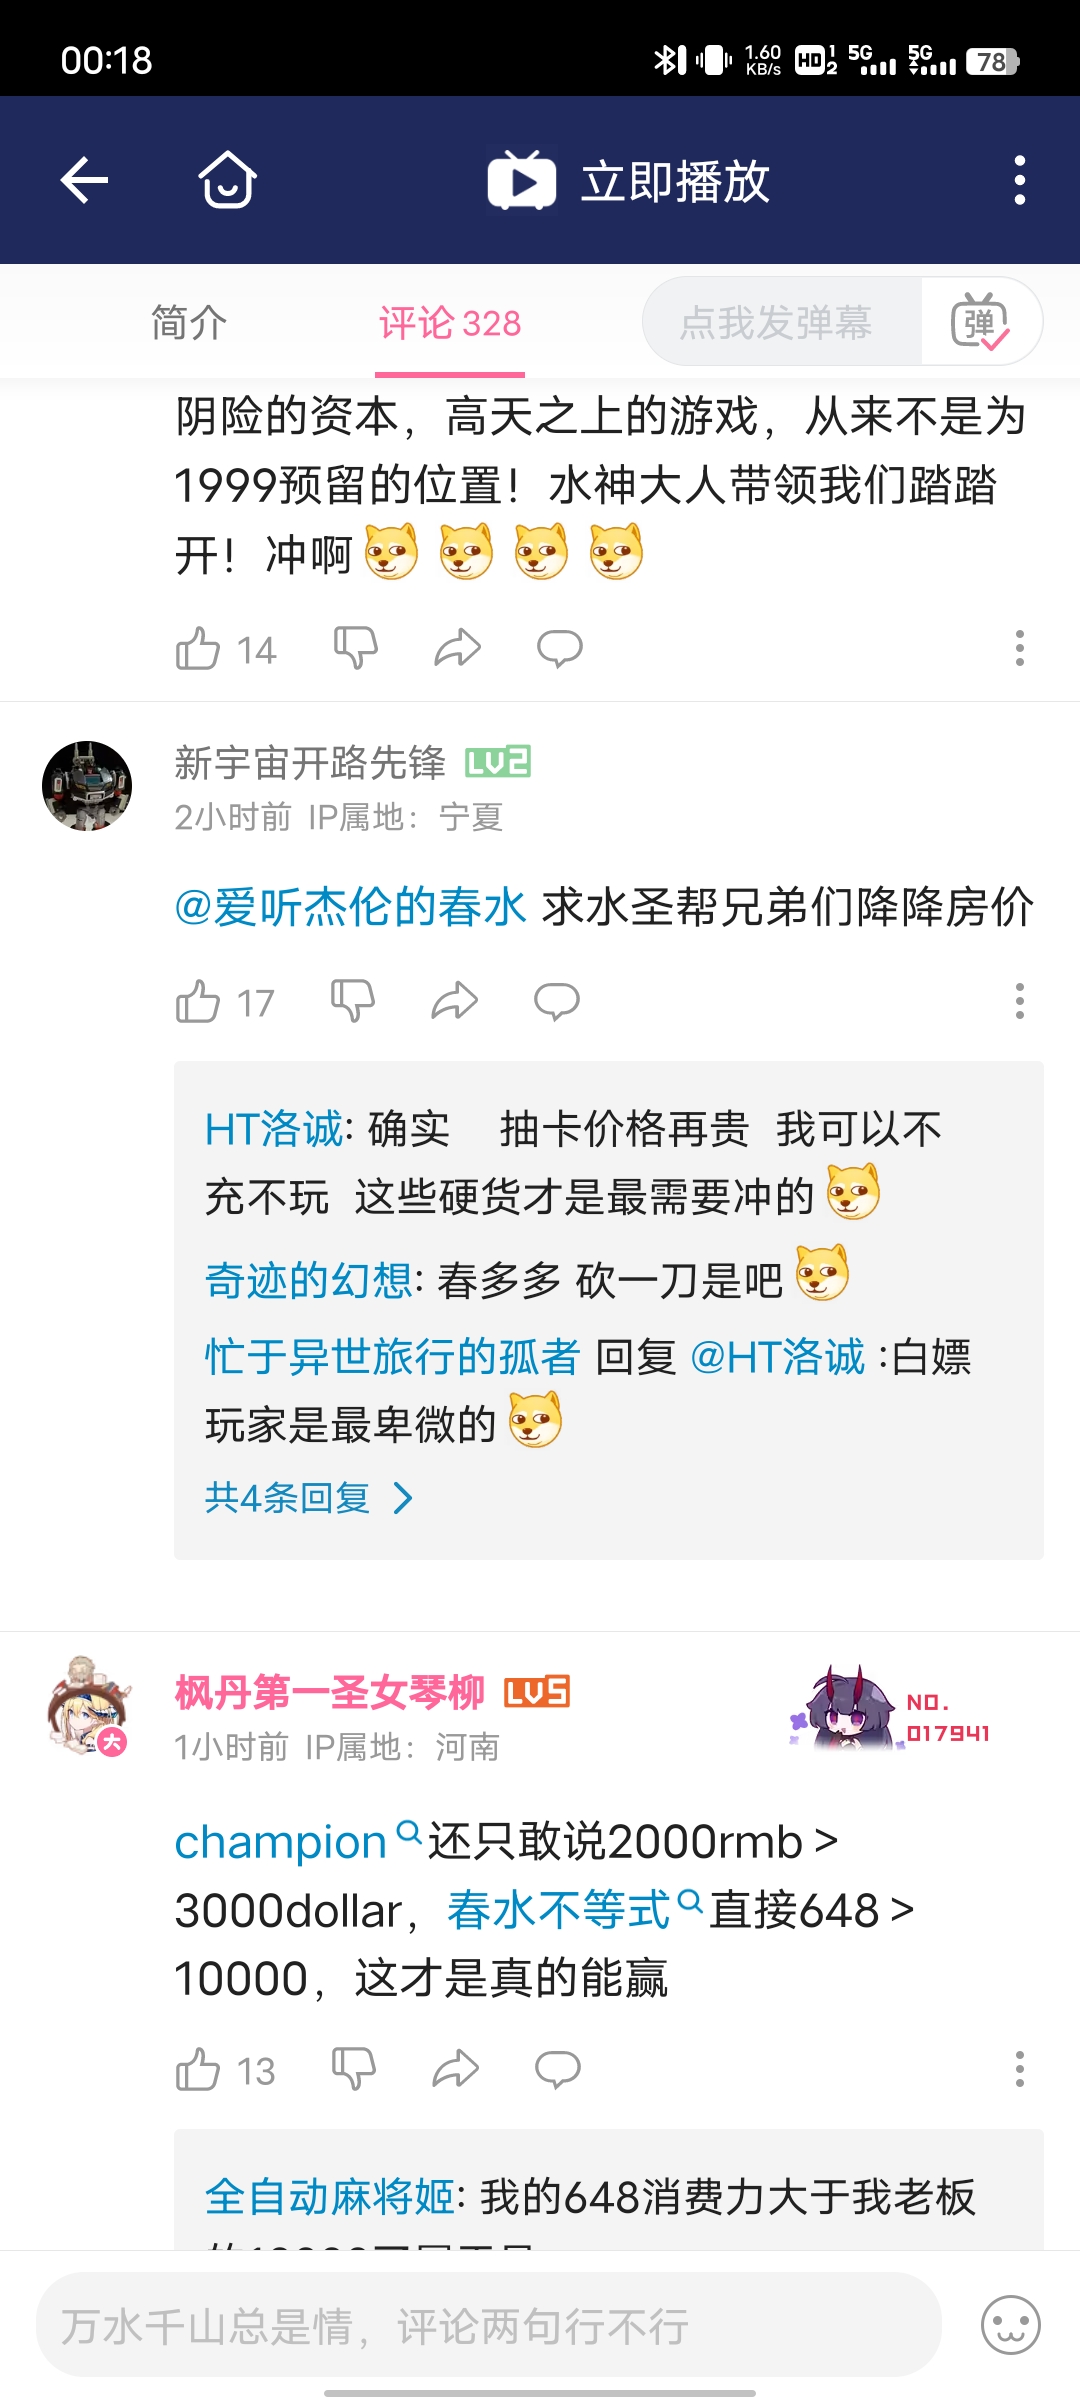 00:18
1.60 KB/s HD 1 2 5G 5G 78
立即播放
简介
评论 328
点我发弹幕
弹
阴险的资本，高天之上的游戏，从来不是为
1999预留的位置！水神大人带领我们踏踏
开！冲啊
14
新宇宙开路先锋 LV2
2小时前 IP属地：宁夏
@爱听杰伦的春水 求水圣帮兄弟们降降房价
17
HT洛诚: 确实 抽卡价格再贵 我可以不
充不玩 这些硬货才是最需要冲的
奇迹的幻想: 春多多 砍一刀是吧
忙于异世旅行的孤者 回复 @HT洛诚 :白嫖
玩家是最卑微的
共4条回复
枫丹第一圣女琴柳 LV5
大
1小时前 IP属地：河南
NO.
017941
champion 还只敢说2000rmb >
3000dollar，春水不等式 直接648 >
10000，这才是真的能赢
13
全自动麻将姬: 我的648消费力大于我老板
万水千山总是情，评论两句行不行